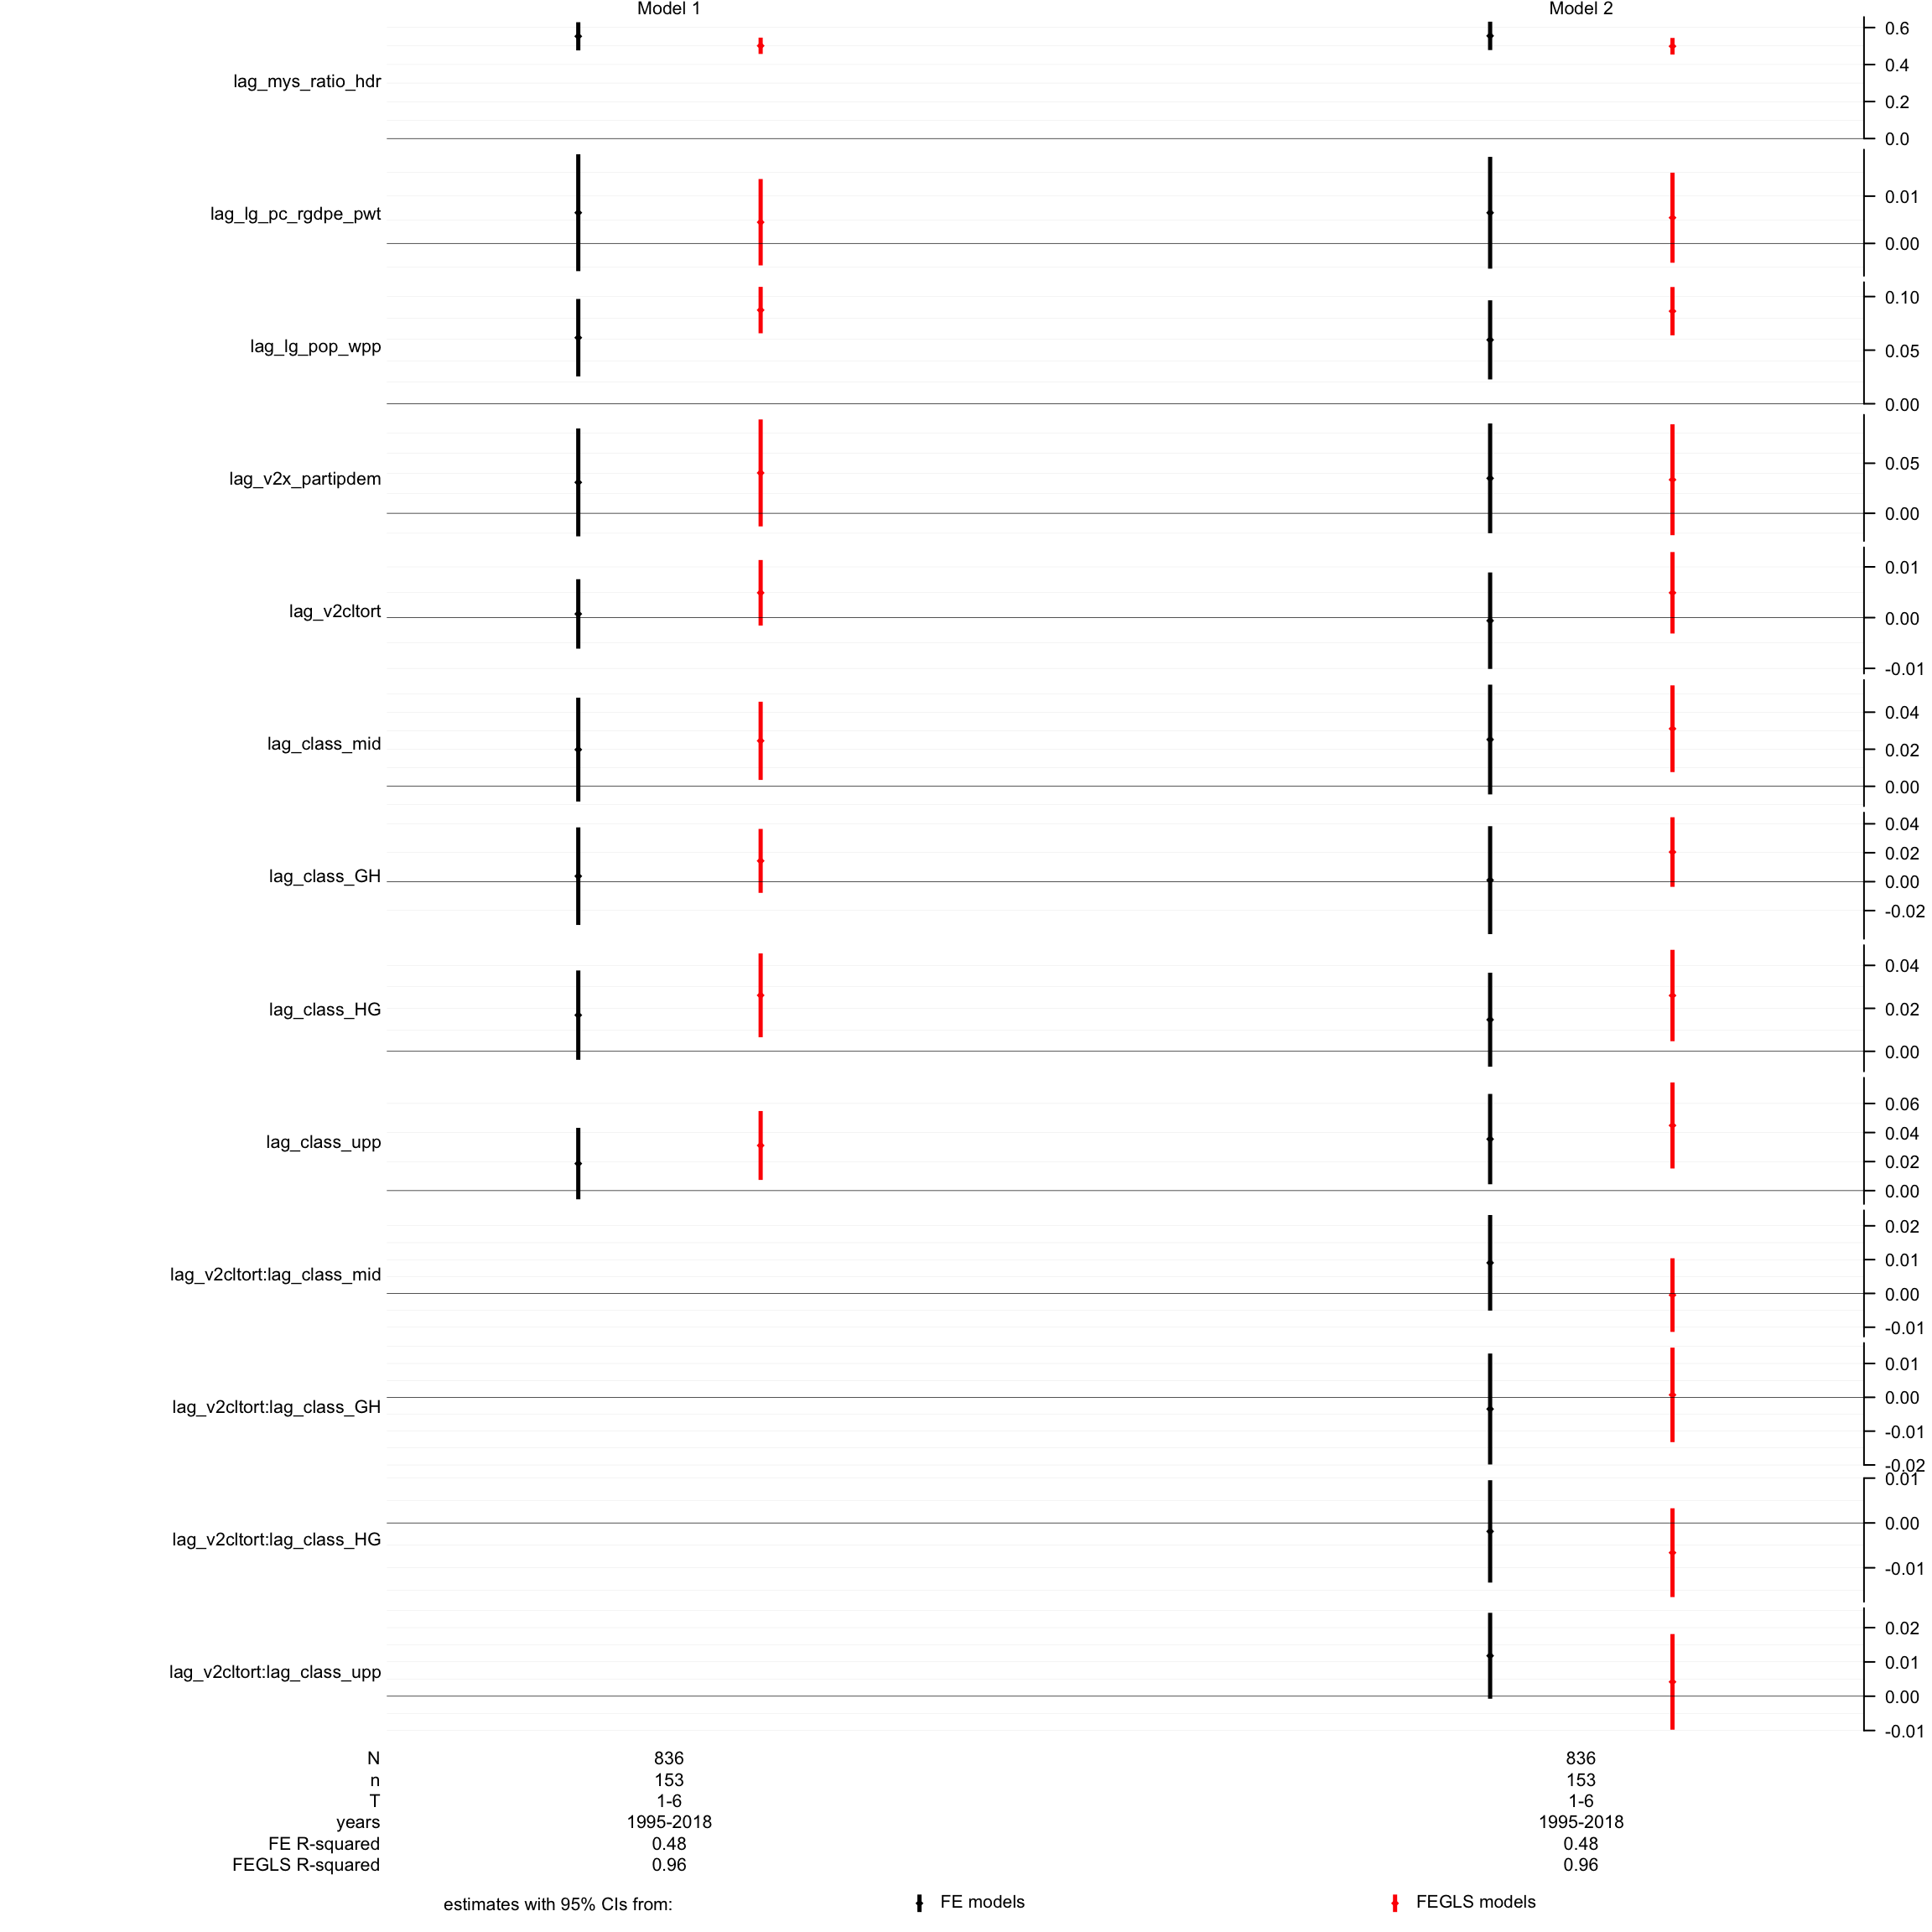 Model 1 Model 2
0.6
0.4
lag_mys_ratio_hdr
0.2
0.0
lag_lg_pc_rgdpe_pwt
0.01
0.00
0.10
lag_lg_pop_wpp
0.05
0.00
lag_v2x_partipdem
0.05
0.00
0.01
lag_v2cltort
0.00
-0.01
0.04
lag_class_mid
0.02
0.00
0.04
0.02
lag_class_GH
0.00
-0.02
0.04
lag_class_HG
0.02
0.00
0.06
0.04
lag_class_upp
0.02
0.00
0.02
0.01
lag_v2cltort:lag_class_mid
0.00
-0.01
0.01
0.00
lag_v2cltort:lag_class_GH
-0.01
-0.02
0.01
0.00
lag_v2cltort:lag_class_HG
-0.01
0.02
0.01
lag_v2cltort:lag_class_upp
0.00
-0.01
N 836 836
n 153 153
T 1-6 1-6
years 1995-2018 1995-2018
FE R-squared 0.48 0.48
FEGLS R-squared 0.96 0.96
estimates with 95% CIs from: FE models FEGLS models